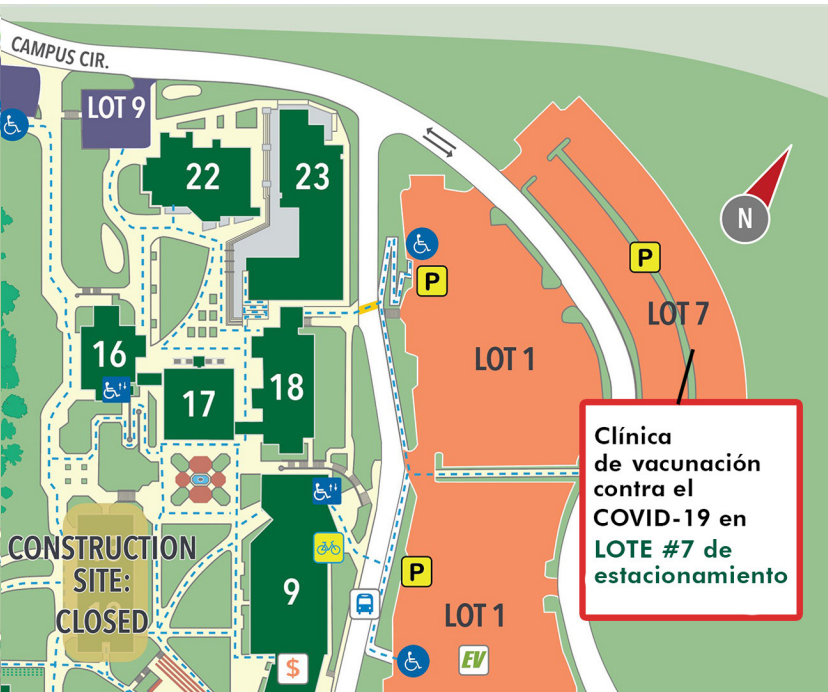 CAMPUS CIR.
LOT 9
22
23
N
P
P
LOT 7
LOT 1
16
17
18
Clínica
de vacunación
contra el
COVID-19 en
LOTE #7 de
estacionamiento
CONSTRUCTION
SITE:
CLOSED
9
P
LOT 1
$
EV